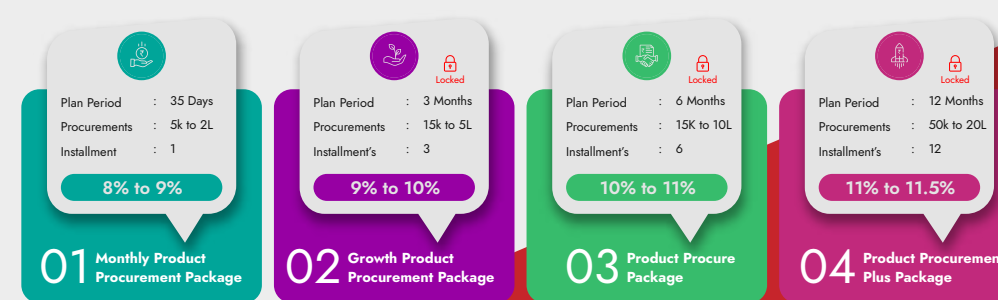 Plan Period : 35 Days
Procurements : 5k to 2L
Installment : 1
8% to 9%
01 Monthly Product
Procurement Package
Locked
Plan Period : 3 Months
Procurements : 15k to 5L
Installment's : 3
9% to 10%
02 Growth Product
Procurement Package
Locked
Plan Period : 6 Months
Procurements : 15K to 10L
Installment's : 6
10% to 11%
03 Product Procure
Package
Locked
Plan Period : 12 Months
Procurements : 50k to 20L
Installment's : 12
11% to 11.5%
04 Product Procuremen
Plus Package